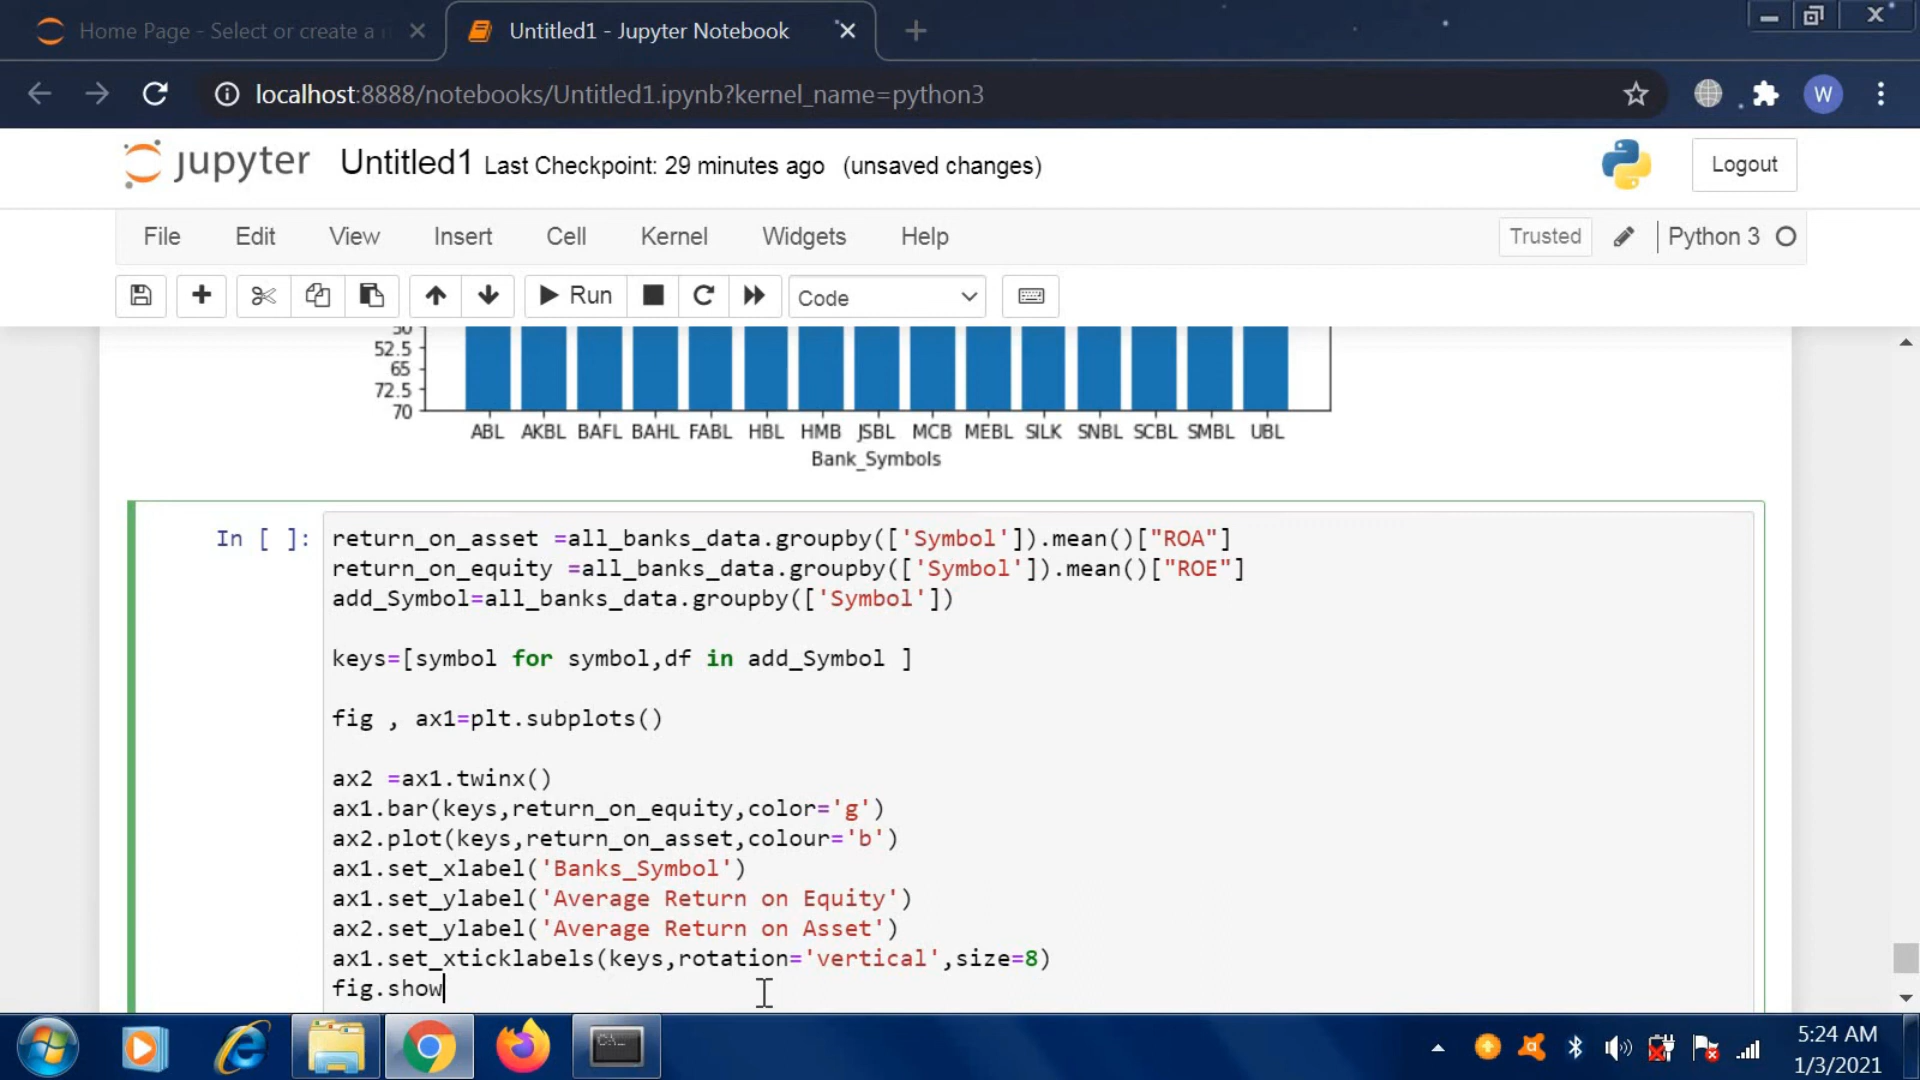 Home Page - Select or create a n
Untitled1 - Jupyter Notebook
localhost:8888/notebooks/Untitled1.ipynb?kernel_name=python3
W
jupyter Untitled1 Last Checkpoint: 29 minutes ago (unsaved changes)
Logout
File Edit View Insert Cell Kernel Widgets Help
Trusted Python 3
Run Code
50
52.5
65
72.5
70
ABL AKBL BAFL BAHL FABL HBL HMB JSBL MCB MEBL SILK SNBL SCBL SMBL UBL
Bank_Symbols
In [ ]: return_on_asset =all_banks_data.groupby(['Symbol']).mean()["ROA"]
return_on_equity =all_banks_data.groupby(['Symbol']).mean()["ROE"]
add_Symbol=all_banks_data.groupby(['Symbol'])
keys=[symbol for symbol,df in add_Symbol ]
fig , ax1=plt.subplots()
ax2 =ax1.twinx()
ax1.bar(keys,return_on_equity,color='g')
ax2.plot(keys,return_on_asset,colour='b')
ax1.set_xlabel('Banks_Symbol')
ax1.set_ylabel('Average Return on Equity')
ax2.set_ylabel('Average Return on Asset')
ax1.set_xticklabels(keys,rotation='vertical',size=8)
fig.show
5:24 AM
1/3/2021